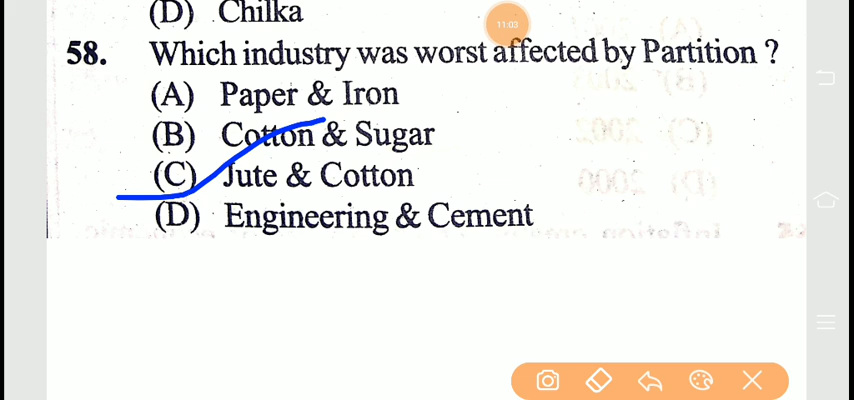 (D) Chilka
11:03
58. Which industry was worst affected by Partition ?
(A) Paper & Iron
(B) Cotton & Sugar
(C) Jute & Cotton
(D) Engineering & Cement